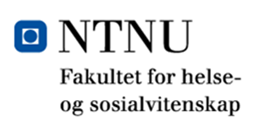 NTNU
Fakultet for helse-
og sosialvitenskap